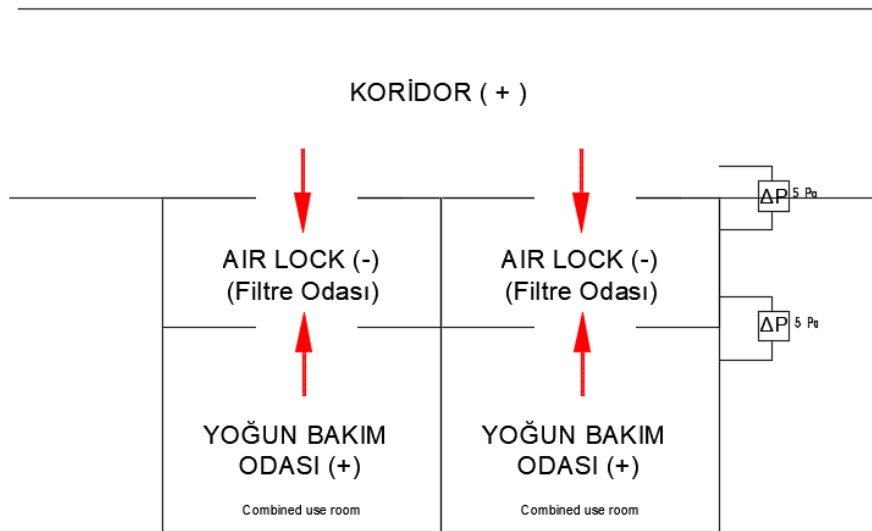 KORİDOR ( + )
ΔP 5 Pa
AIR LOCK (-)
(Filtre Odası)
AIR LOCK (-)
(Filtre Odası)
ΔP 5 Pa
YOĞUN BAKIM
ODASI (+)
Combined use room
YOĞUN BAKIM
ODASI (+)
Combined use room